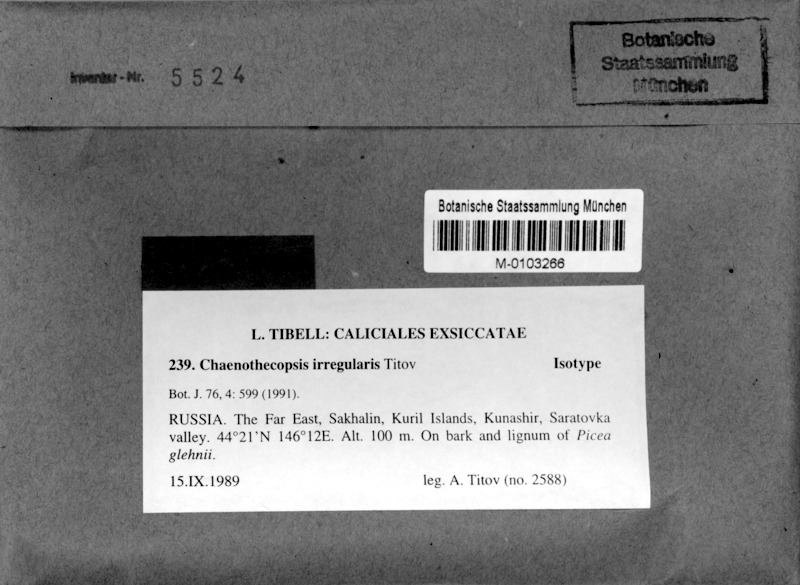 Botanische
Staatssammlung
München
Inventar-Nr. 5524
Botanische Staatssammlung München
M-0103266
L. TIBELL: CALICIALES EXSICCATAE
239. Chaenothecopsis irregularis Titov Isotype
Bot. J. 76, 4: 599 (1991).
RUSSIA. The Far East, Sakhalin, Kuril Islands, Kunashir, Saratovka
valley. 44°21'N 146°12E. Alt. 100 m. On bark and lignum of Picea
glehnii.
15.IX.1989 leg. A. Titov (no. 2588)